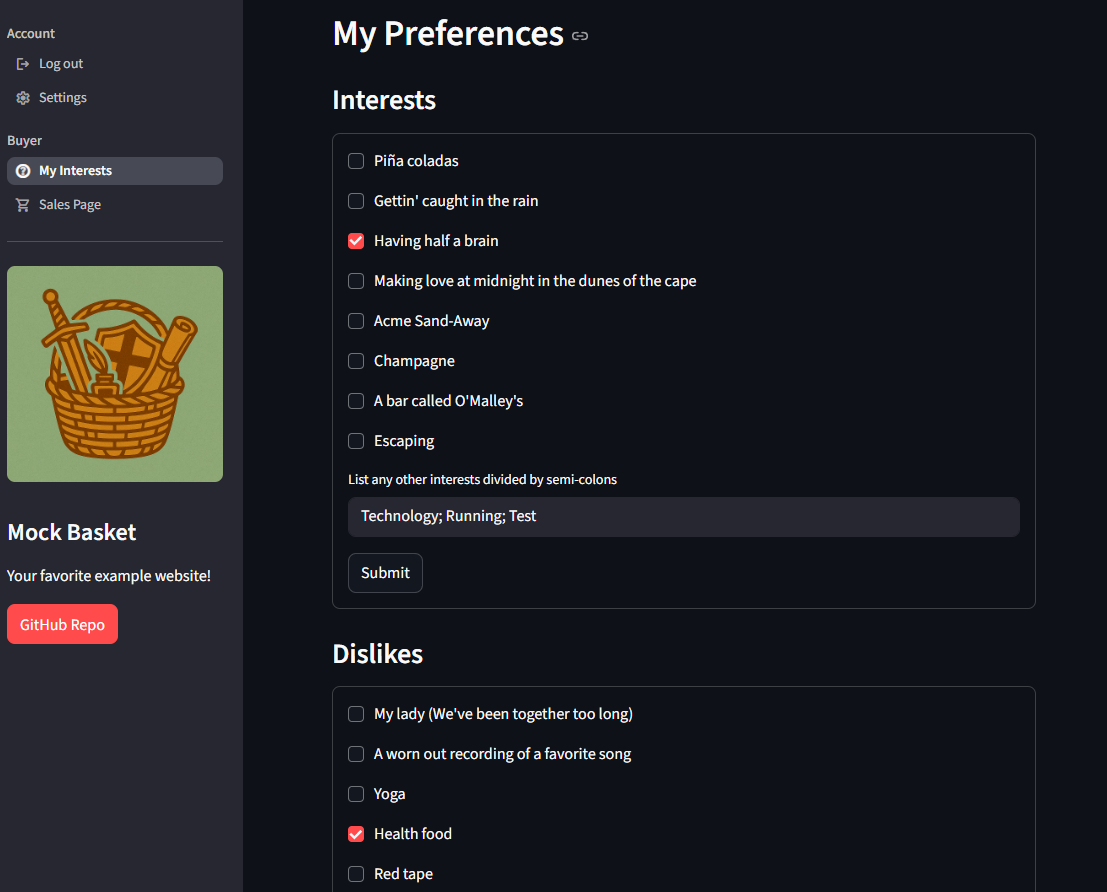 Account
Log out
Settings
Buyer
My Interests
Sales Page
Mock Basket
Your favorite example website!
GitHub Repo
My Preferences
Interests
Piña coladas
Gettin' caught in the rain
Having half a brain
Making love at midnight in the dunes of the cape
Acme Sand-Away
Champagne
A bar called O'Malley's
Escaping
List any other interests divided by semi-colons
Technology; Running; Test
Submit
Dislikes
My lady (We've been together too long)
A worn out recording of a favorite song
Yoga
Health food
Red tape